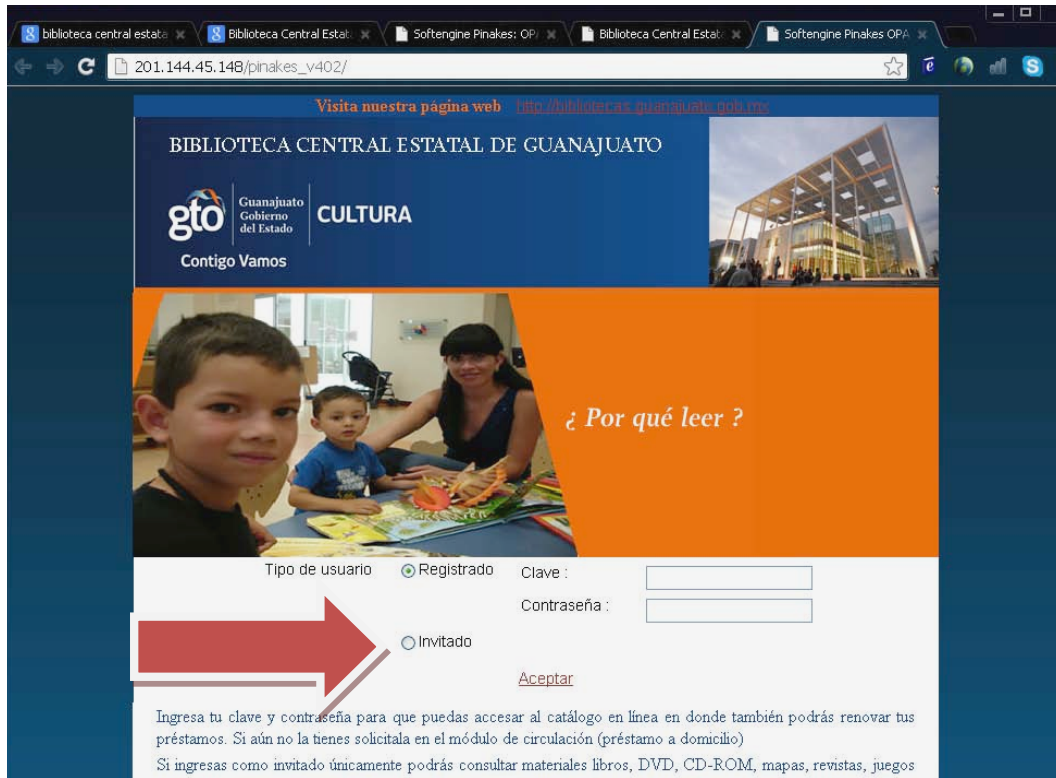 biblioteca central estata
Biblioteca Central Estata
Softengine Pinakes: OPA
Biblioteca Central Estata
Softengine Pinakes OPA
201.144.45.148/pinakes_v402/
Visita nuestra página web http://bibliotecas.guanajuato.gob.mx
BIBLIOTECA CENTRAL ESTATAL DE GUANAJUATO
gto
Guanajuato
Gobierno
del Estado
CULTURA
Contigo Vamos
¿ Por qué leer ?
Tipo de usuario Registrado Clave :
Contraseña :
Invitado
Aceptar
Ingresa tu clave y contraseña para que puedas accesar al catálogo en línea en donde también podrás renovar tus
préstamos. Si aún no la tienes solicitala en el módulo de circulación (préstamo a domicilio)
Si ingresas como invitado únicamente podrás consultar materiales libros, DVD, CD-ROM, mapas, revistas, juegos